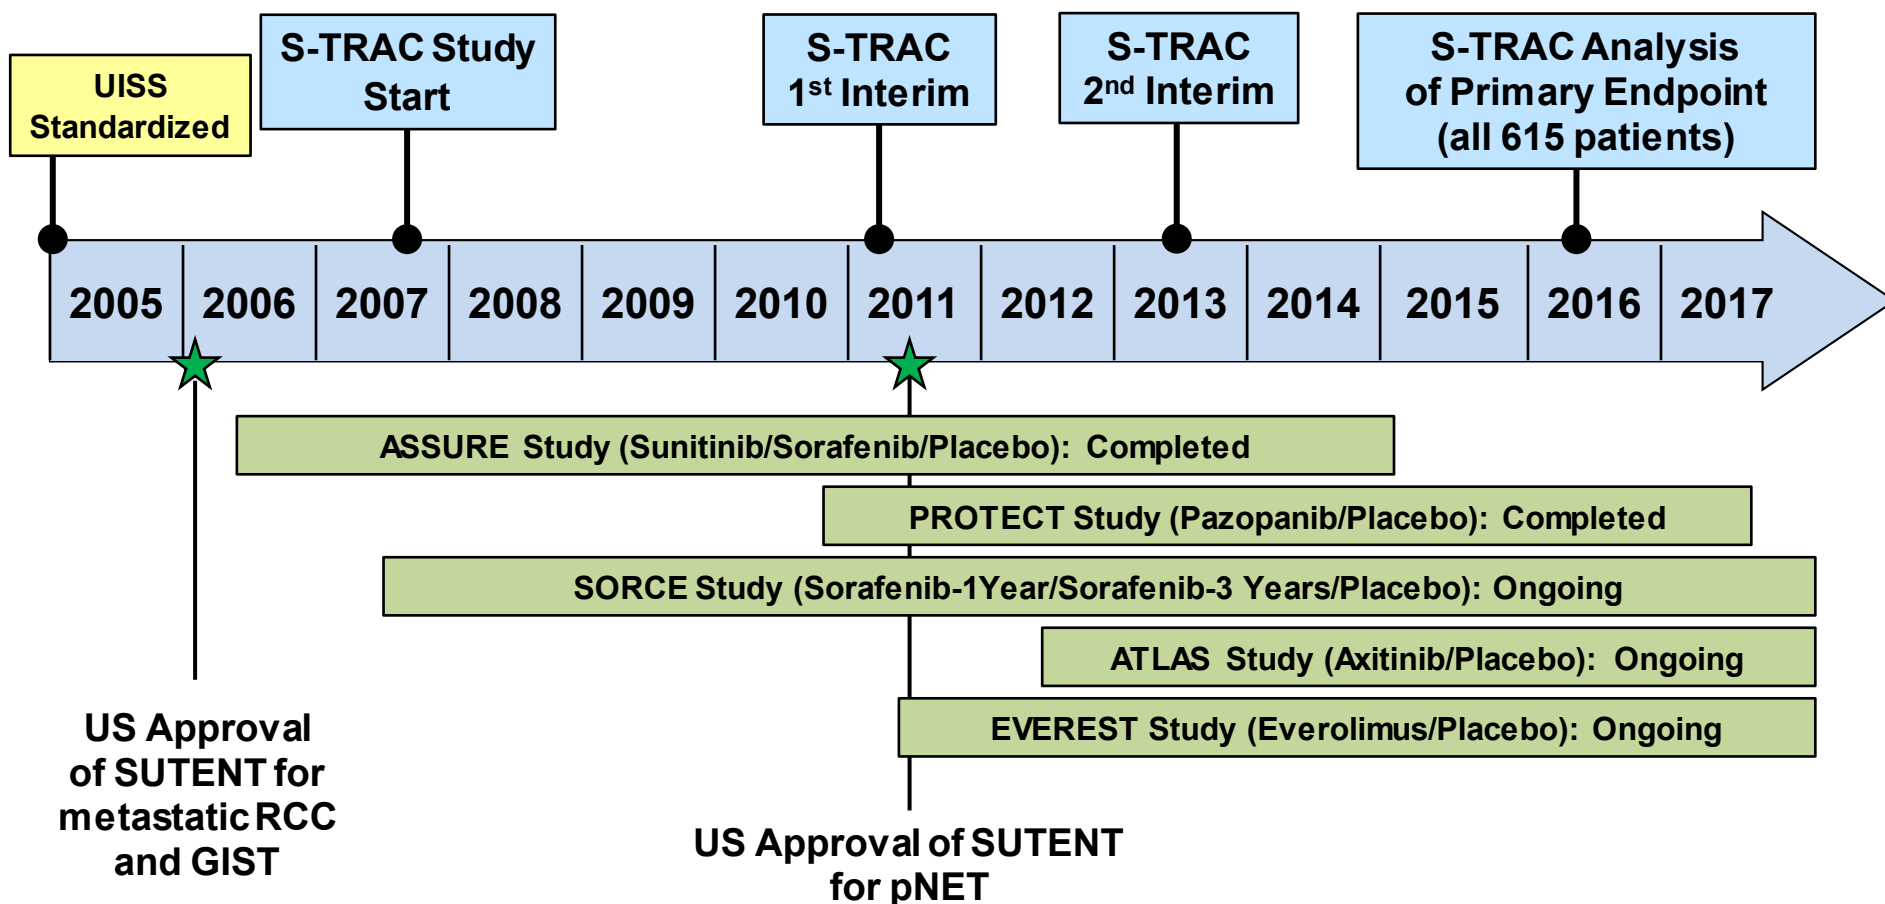 UISS
Standardized
S-TRAC Study
Start
S-TRAC
1st Interim
S-TRAC
2nd Interim
S-TRAC Analysis
of Primary Endpoint
(all 615 patients)
2005 2006 2007 2008 2009 2010 2011 2012 2013 2014 2015 2016 2017
ASSURE Study (Sunitinib/Sorafenib/Placebo): Completed
PROTECT Study (Pazopanib/Placebo): Completed
SORCE Study (Sorafenib-1Year/Sorafenib-3 Years/Placebo): Ongoing
ATLAS Study (Axitinib/Placebo): Ongoing
EVEREST Study (Everolimus/Placebo): Ongoing
US Approval
of SUTENT for
metastatic RCC
and GIST
US Approval of SUTENT
for pNET